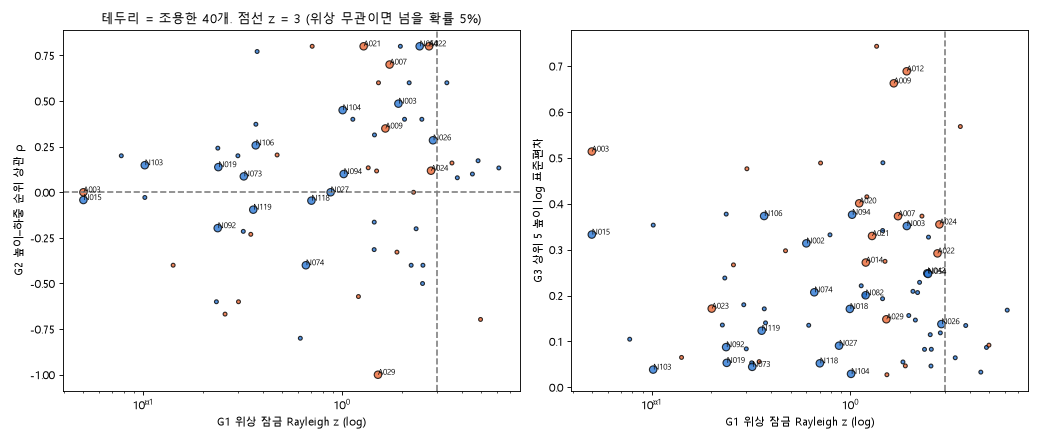 테두리 = 조용한 40개. 점선 z = 3 (위상 무관이면 넘을 확률 5%)
G2 높이–하중 순위 상관 ρ
0.75
0.50
0.25
0.00
-0.25
-0.50
-0.75
-1.00
A021
A022
A007
N003
N104
A009
N026
N106
N103
N019
N073
N094
A024
A003
N015
N027
N118
N119
N092
N074
A029
10⁰
G1 위상 잠금 Rayleigh z (log)
G3 상위 5 높이 log 표준편차
0.7
0.6
0.5
0.4
0.3
0.2
0.1
0.0
A012
A009
A003
A020
N106
N094
A007
N003
A024
N015
A021
N002
A022
A014
N074
N082
A023
N018
A029
N026
N119
N092
N027
N019
N073
N118
N103
N104
10⁰
G1 위상 잠금 Rayleigh z (log)